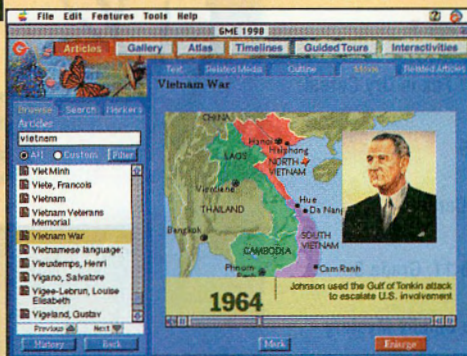 File Edit Features Tools Help
GME 1998
Articles Gallery Atlas Timelines Guided Tours Interactivities
Text Related Media Outline Movie Related Articles
Browse Search Markers
Articles
vietnam
All Custom Filter
Viet Minh
Viete, Francois
Vietnam
Vietnam Veterans
Memorial
Vietnam War
Vietnamese language:
Vieuxtemps, Henri
Vigano, Salvatore
Vigee-Lebrun, Louise
Elisabeth
Vigeland, Gustav
Previous Next
History Back
Vietnam War
CHINA
Hanoi
Haiphong
LAOS
NORTH
VIETNAM
Vientiane
Hue
Da Nang
THAILAND
Bangkok
SOUTH
VIETNAM
CAMBODIA
Phnom
Cam Ranh
1964
Johnson used the Gulf of Tonkin attack
to escalate U.S. involvement
Mark Enlarge